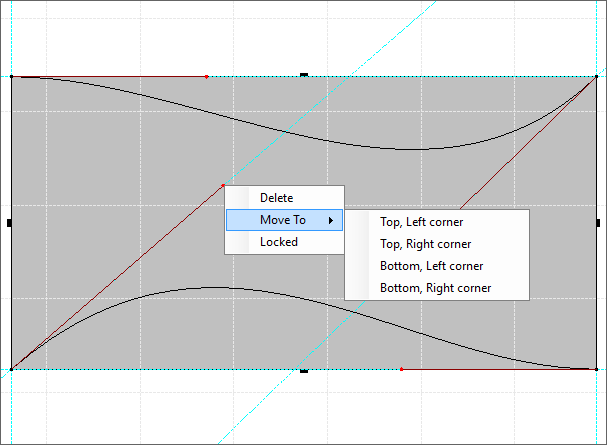 Delete
Move To
Locked
Top, Left corner
Top, Right corner
Bottom, Left corner
Bottom, Right corner